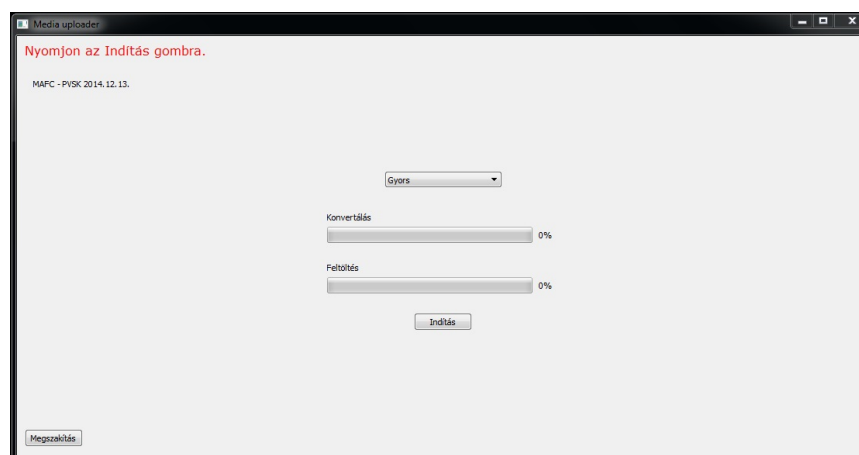 Media uploader
Nyomjon az Indítás gombra.
MAFC - PVSK 2014.12.13.
Gyors
Konvertálás
0%
Feltöltés
0%
Indítás
Megszakítás